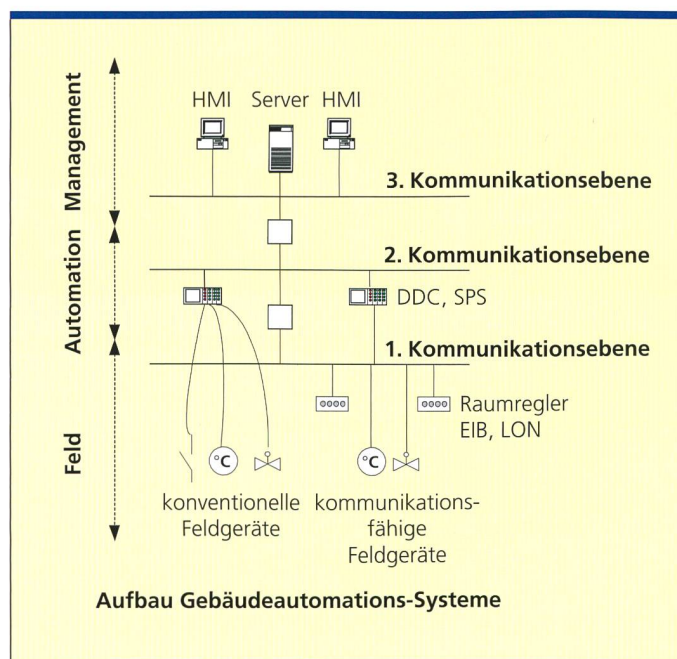 Management
Automation
Feld
HMI Server HMI
3. Kommunikationsebene
2. Kommunikationsebene
DDC, SPS
1. Kommunikationsebene
Raumregler
EIB, LON
°C
°C
konventionelle
Feldgeräte
kommunikations-
fähige
Feldgeräte
Aufbau Gebäudeautomations-Systeme